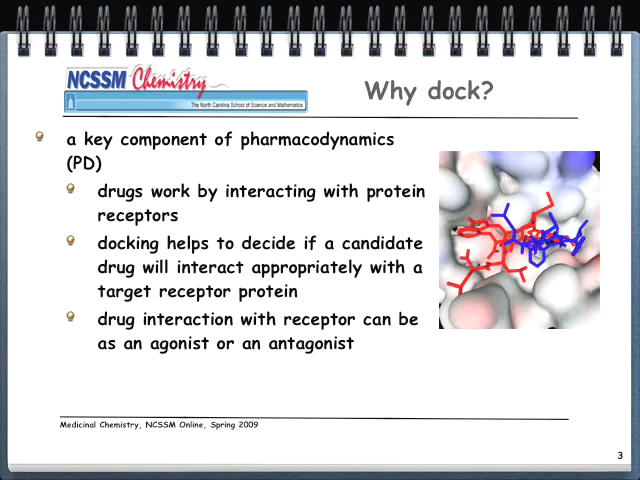 NCSSM Chemistry
The North Carolina School of Science and Mathematics
Why dock?
a key component of pharmacodynamics
(PD)
drugs work by interacting with protein
receptors
docking helps to decide if a candidate
drug will interact appropriately with a
target receptor protein
drug interaction with receptor can be
as an agonist or an antagonist
Medicinal Chemistry, NCSSM Online, Spring 2009
3